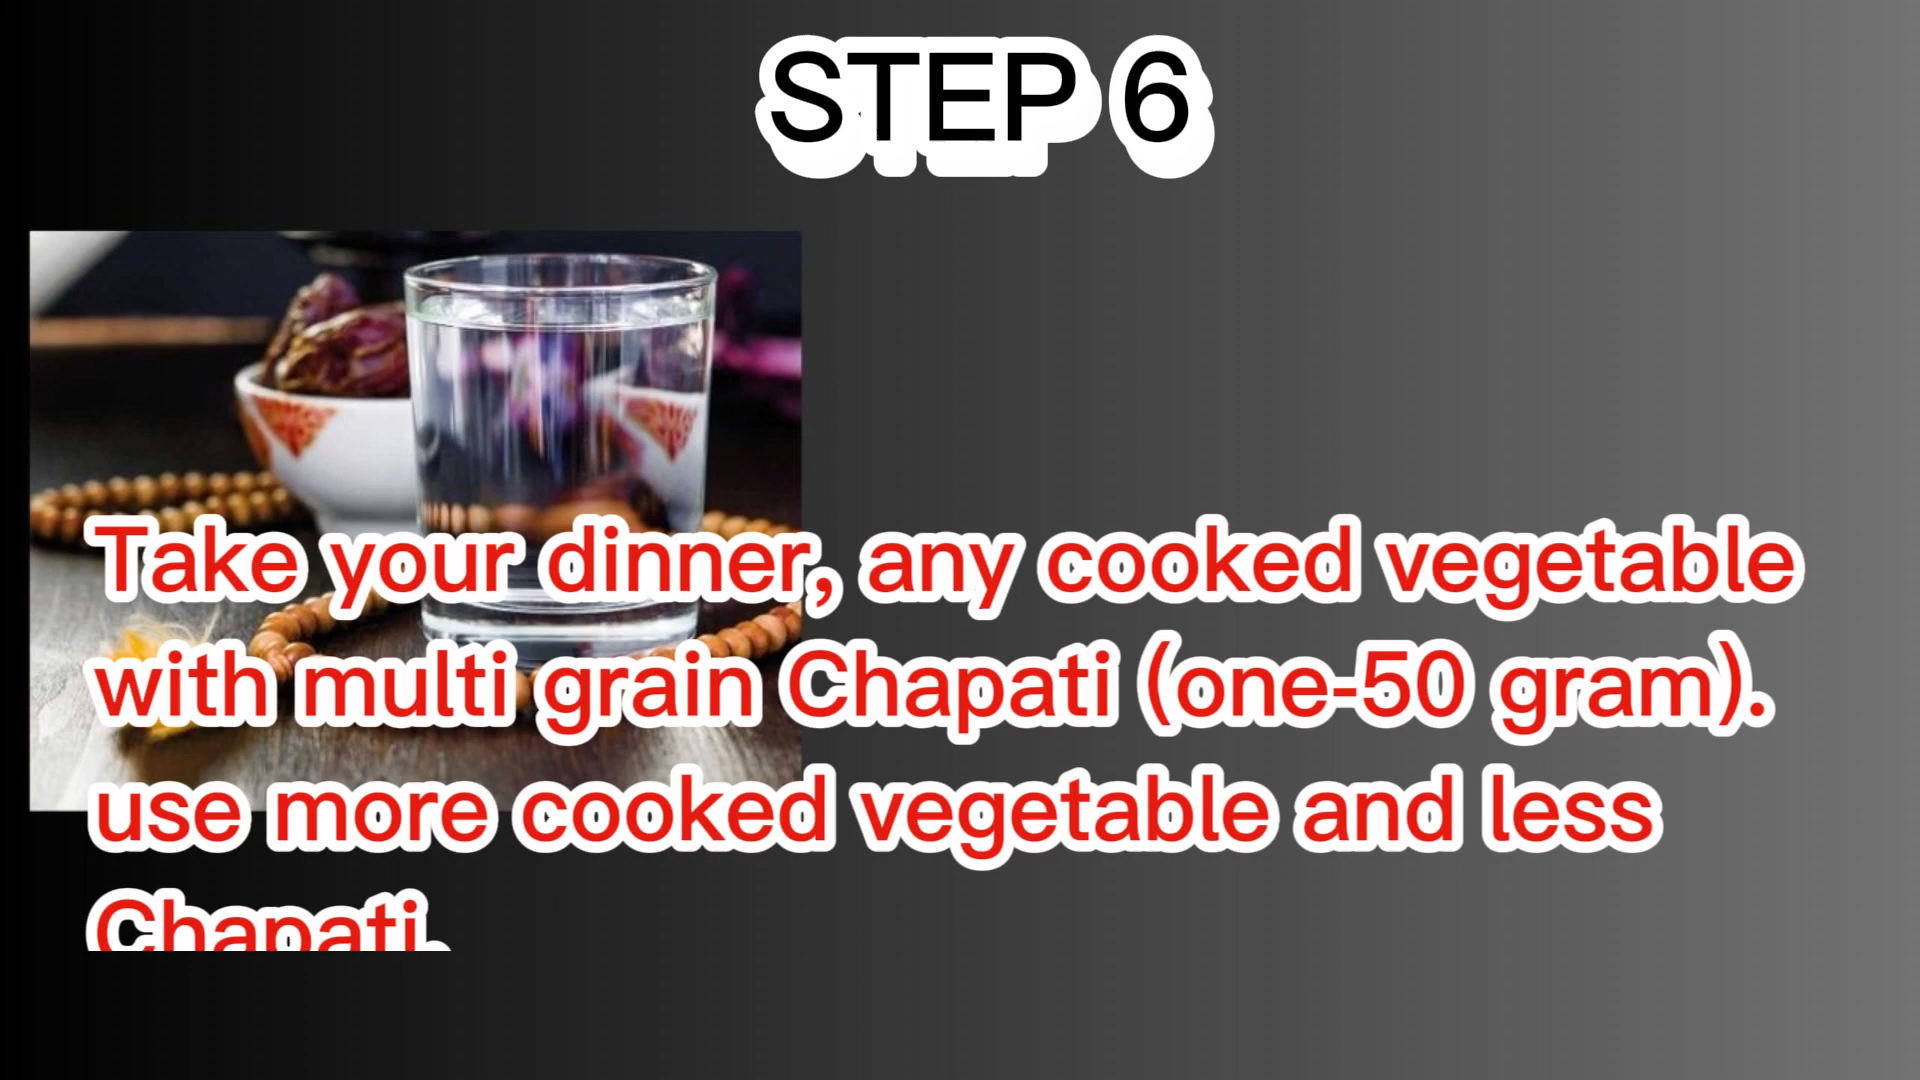 STEP 6
Take your dinner, any cooked vegetable
with multi grain Chapati (one-50 gram).
use more cooked vegetable and less
Chapati.